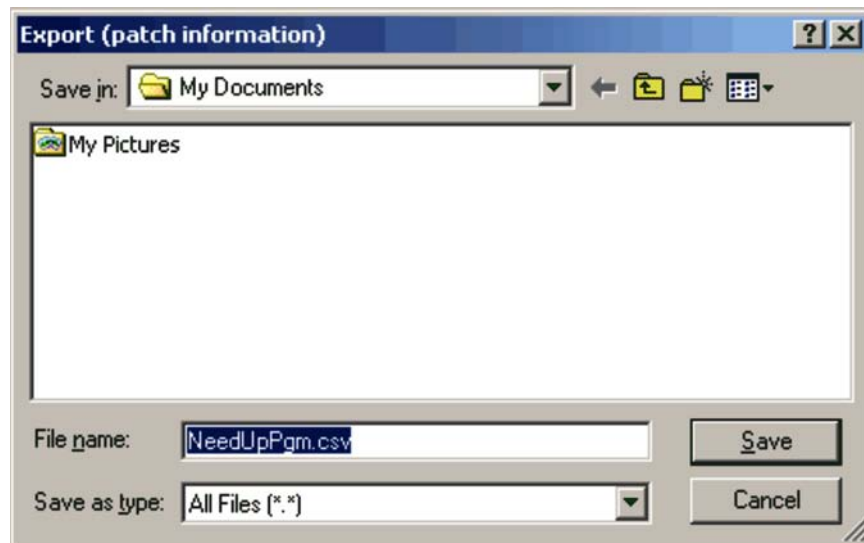 Export (patch information)
Save in: My Documents
My Pictures
File name: NeedUpPgm.csv Save
Save as type: All Files (*.*) Cancel